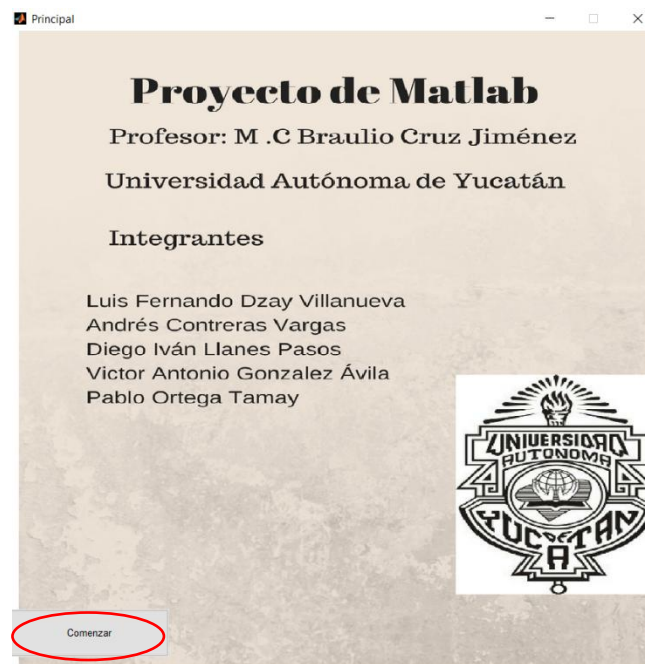 Principal
Proyecto de Matlab
Profesor: M .C Braulio Cruz Jiménez
Universidad Autónoma de Yucatán
Integrantes
Luis Fernando Dzay Villanueva
Andrés Contreras Vargas
Diego Iván Llanes Pasos
Victor Antonio Gonzalez Ávila
Pablo Ortega Tamay
UNIVERSIDAD
AUTONOMA
DE
YUCATAN
Comenzar